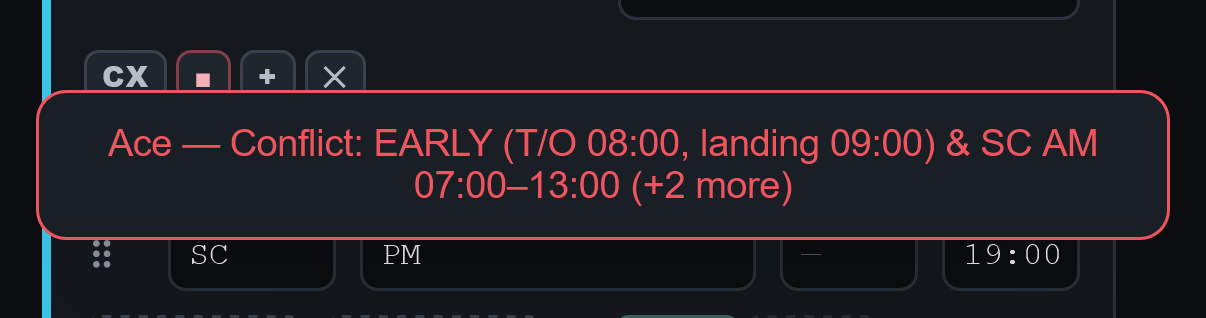 CX + ×
Ace — Conflict: EARLY (T/O 08:00, landing 09:00) & SC AM
07:00–13:00 (+2 more)
SC PM — 19:00